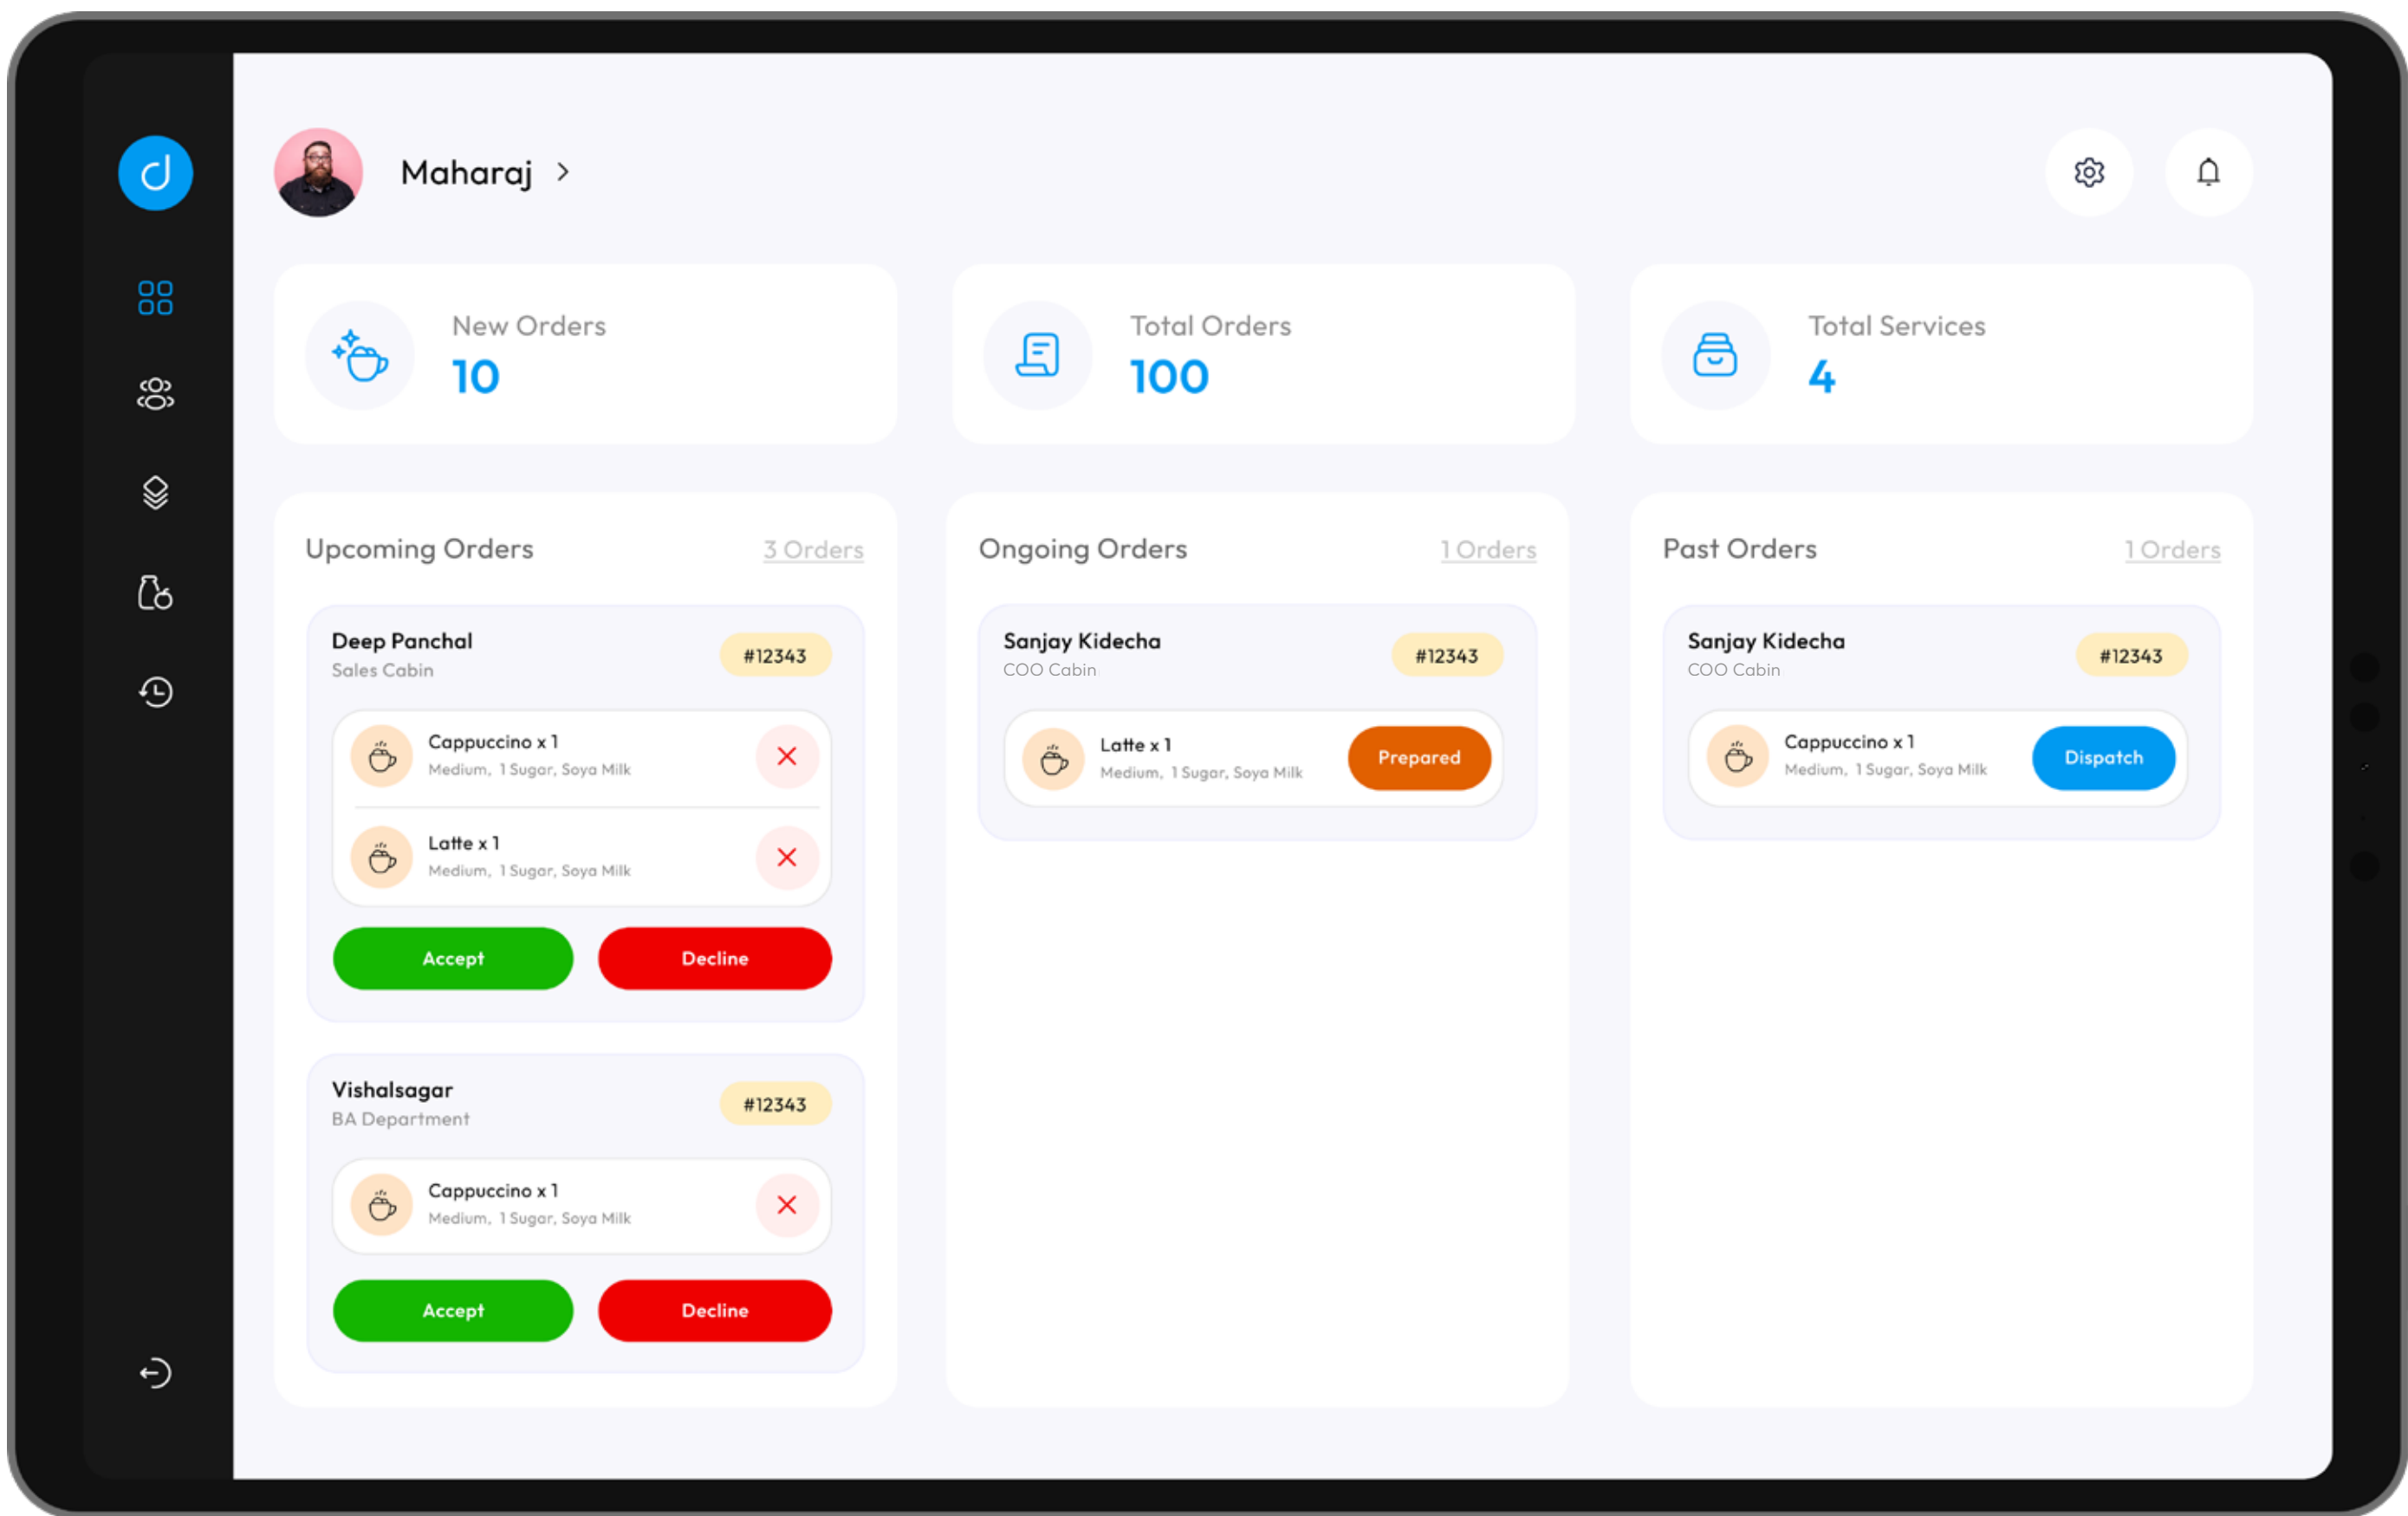 Maharaj
New Orders
10
Total Orders
100
Total Services
4
Upcoming Orders
3 Orders
Deep Panchal
Sales Cabin
#12343
Cappuccino x 1
Medium, 1 Sugar, Soya Milk
Latte x 1
Medium, 1 Sugar, Soya Milk
Accept
Decline
Vishalsagar
BA Department
#12343
Cappuccino x 1
Medium, 1 Sugar, Soya Milk
Accept
Decline
Ongoing Orders
1 Orders
Sanjay Kidecha
COO Cabin
#12343
Latte x 1
Medium, 1 Sugar, Soya Milk
Prepared
Past Orders
1 Orders
Sanjay Kidecha
COO Cabin
#12343
Cappuccino x 1
Medium, 1 Sugar, Soya Milk
Dispatch